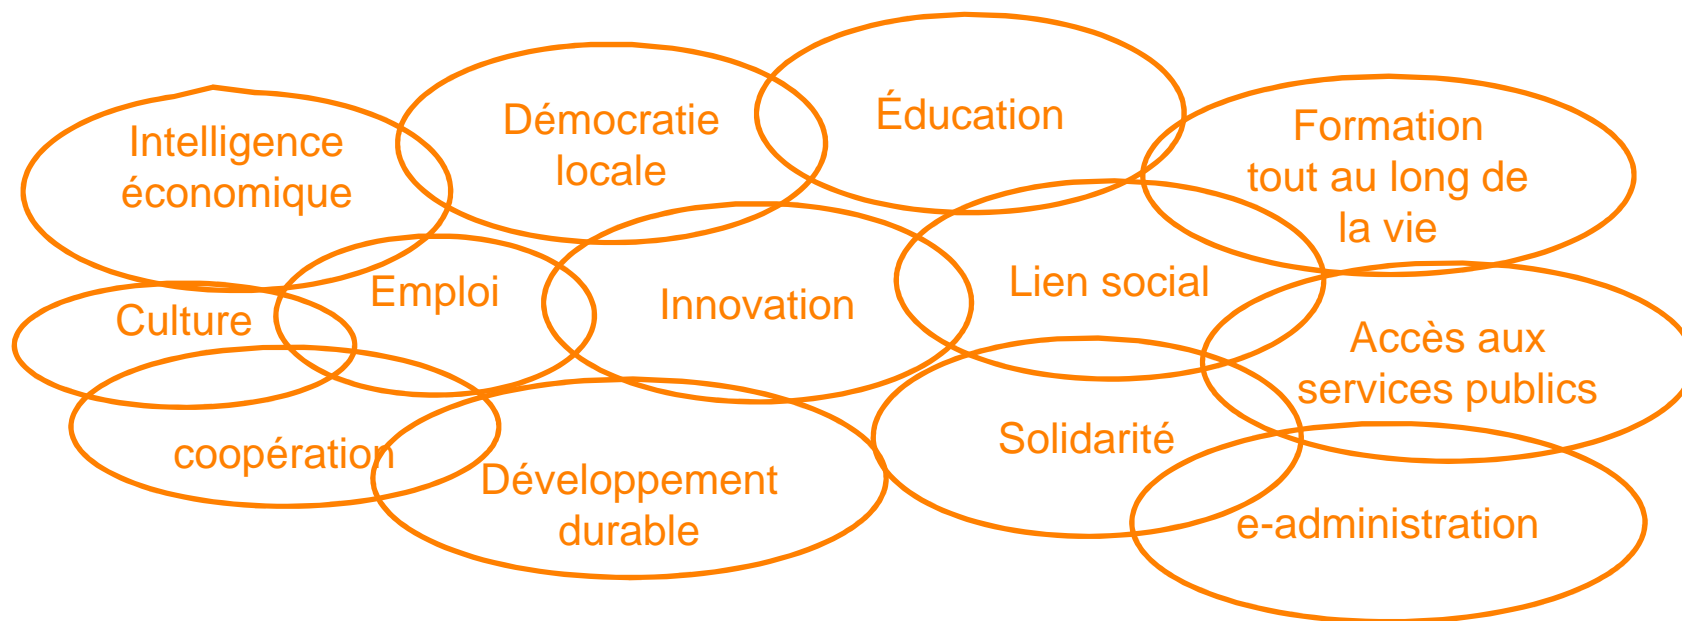 Intelligence
économique
Démocratie
locale
Éducation
Formation
tout au long de
la vie
Culture
Emploi
Innovation
Lien social
Accès aux
services publics
coopération
Développement
durable
Solidarité
e-administration